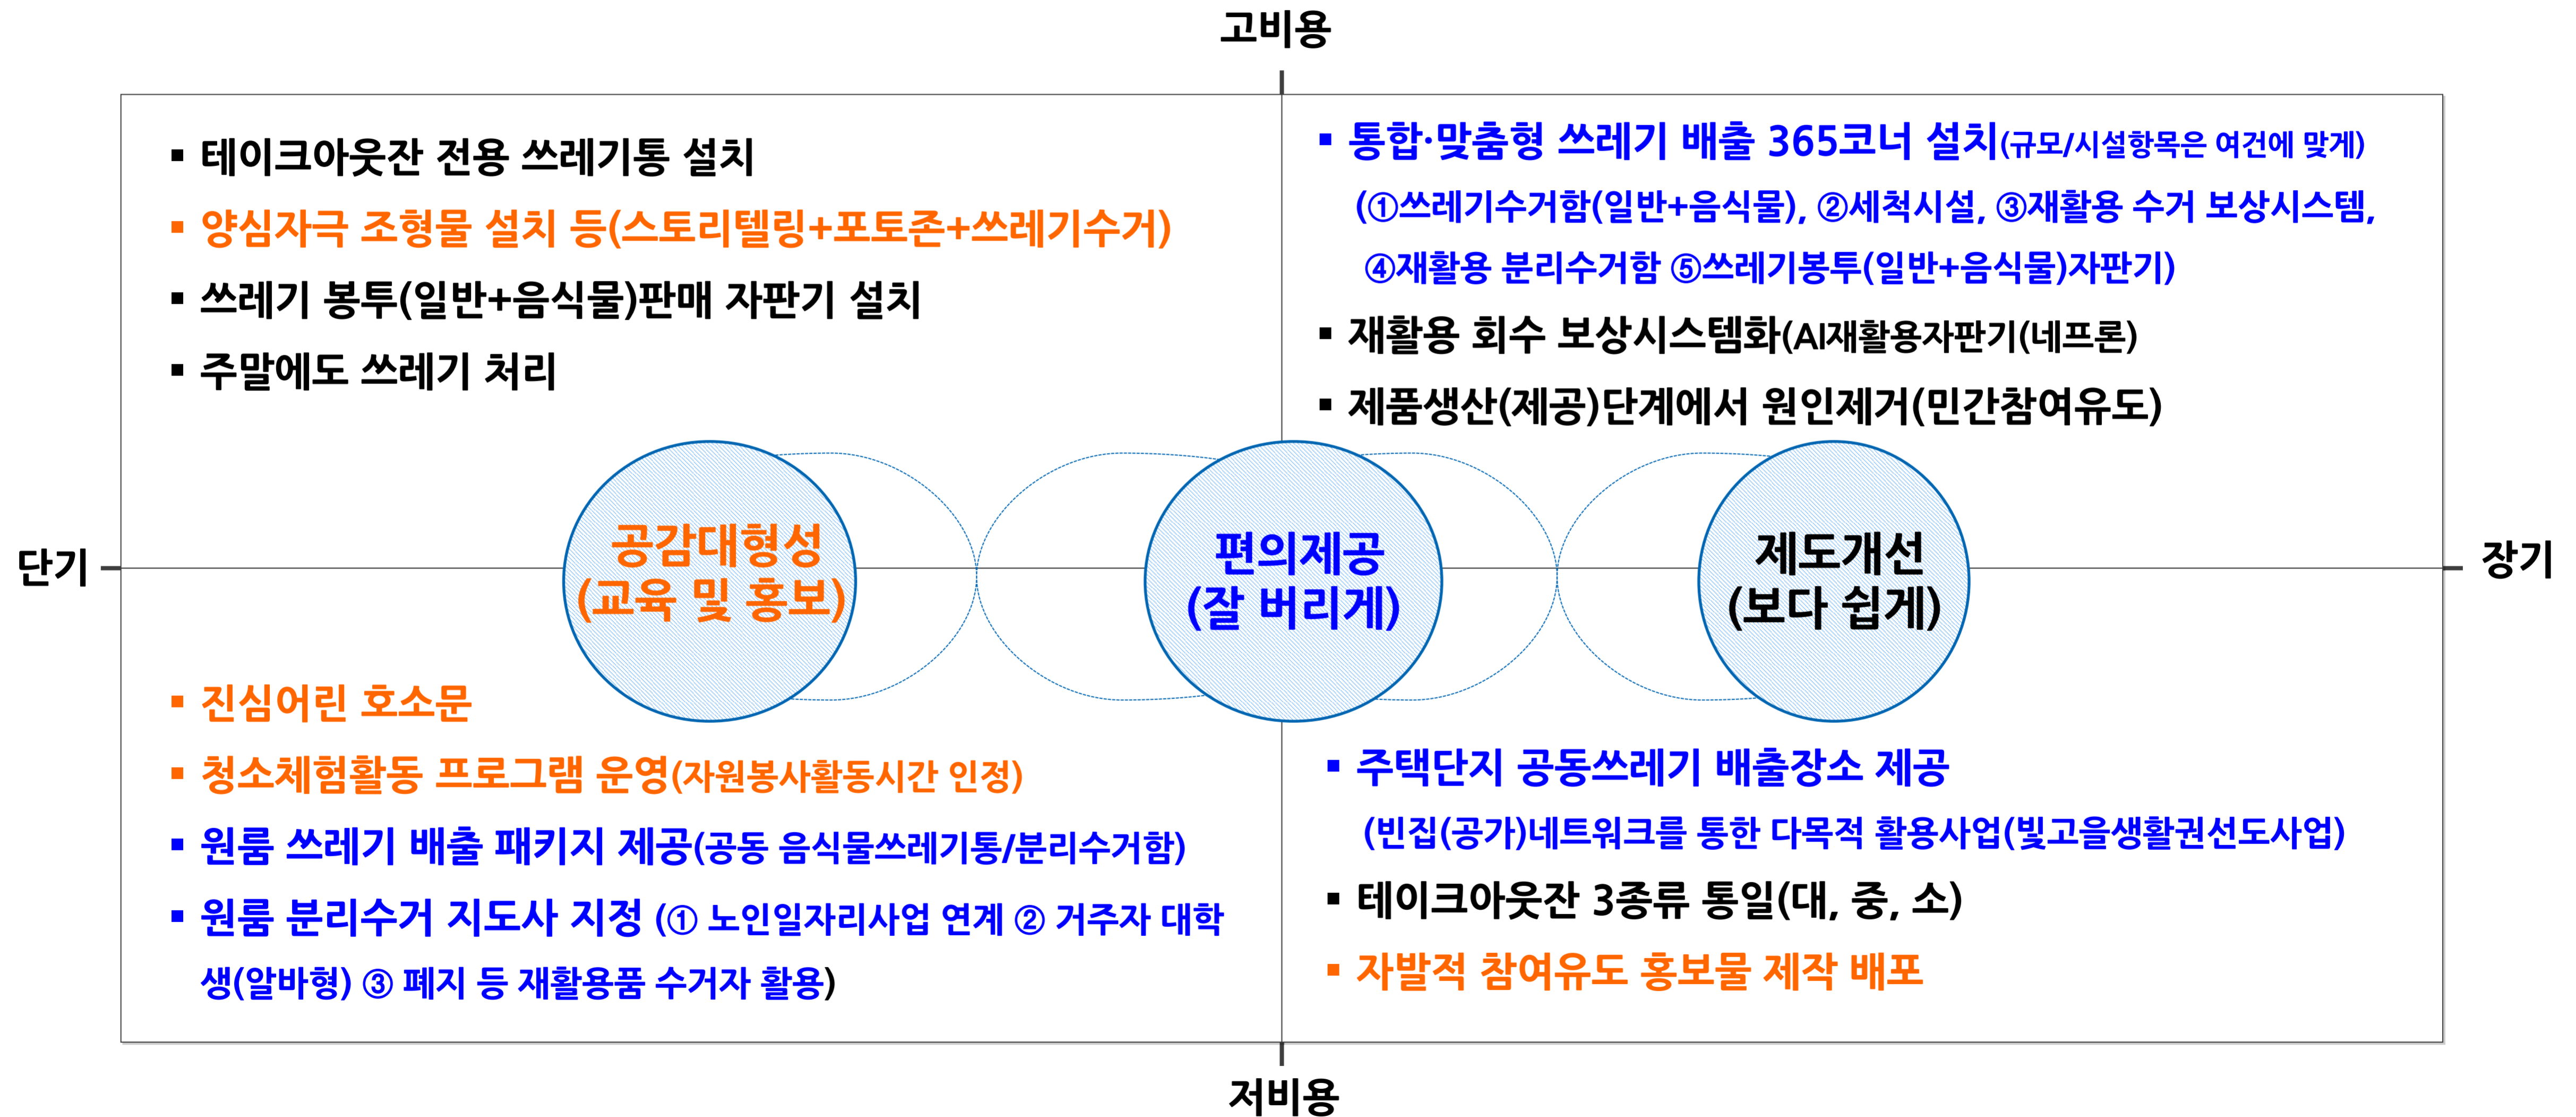 고비용
▪ 테이크아웃잔 전용 쓰레기통 설치
▪ 양심자극 조형물 설치 등(스토리텔링+포토존+쓰레기수거)
▪ 쓰레기 봉투(일반+음식물)판매 자판기 설치
▪ 주말에도 쓰레기 처리
▪ 통합·맞춤형 쓰레기 배출 365코너 설치(규모/시설항목은 여건에 맞게)
(①쓰레기수거함(일반+음식물), ②세척시설, ③재활용 수거 보상시스템,
④재활용 분리수거함 ⑤쓰레기봉투(일반+음식물)자판기)
▪ 재활용 회수 보상시스템화(AI재활용자판기(네프론)
▪ 제품생산(제공)단계에서 원인제거(민간참여유도)
단기
공감대형성
(교육 및 홍보)
편의제공
(잘 버리게)
제도개선
(보다 쉽게)
장기
▪ 진심어린 호소문
▪ 청소체험활동 프로그램 운영(자원봉사활동시간 인정)
▪ 원룸 쓰레기 배출 패키지 제공(공동 음식물쓰레기통/분리수거함)
▪ 원룸 분리수거 지도사 지정 (① 노인일자리사업 연계 ② 거주자 대학
생(알바형) ③ 폐지 등 재활용품 수거자 활용)
▪ 주택단지 공동쓰레기 배출장소 제공
(빈집(공가)네트워크를 통한 다목적 활용사업(빛고을생활권선도사업)
▪ 테이크아웃잔 3종류 통일(대, 중, 소)
▪ 자발적 참여유도 홍보물 제작 배포
저비용